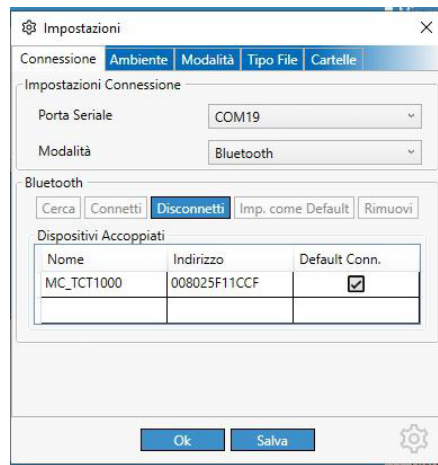 Impostazioni
Connessione Ambiente Modalità Tipo File Cartelle
Impostazioni Connessione
Porta Seriale COM19
Modalità Bluetooth
Bluetooth
Cerca Connetti Disconnetti Imp. come Default Rimuovi
Dispositivi Accoppiati
Nome Indirizzo Default Conn.
MC_TCT1000 008025F11CCF
Ok Salva